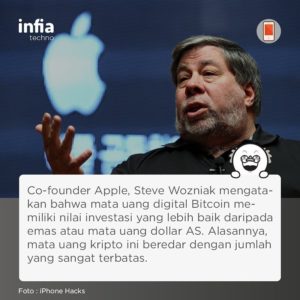 infia
techno
Co-founder Apple, Steve Wozniak mengata-
kan bahwa mata uang digital Bitcoin me-
miliki nilai investasi yang lebih baik daripada
emas atau mata uang dollar AS. Alasannya,
mata uang kripto ini beredar dengan jumlah
yang sangat terbatas.
Foto : iPhone Hacks